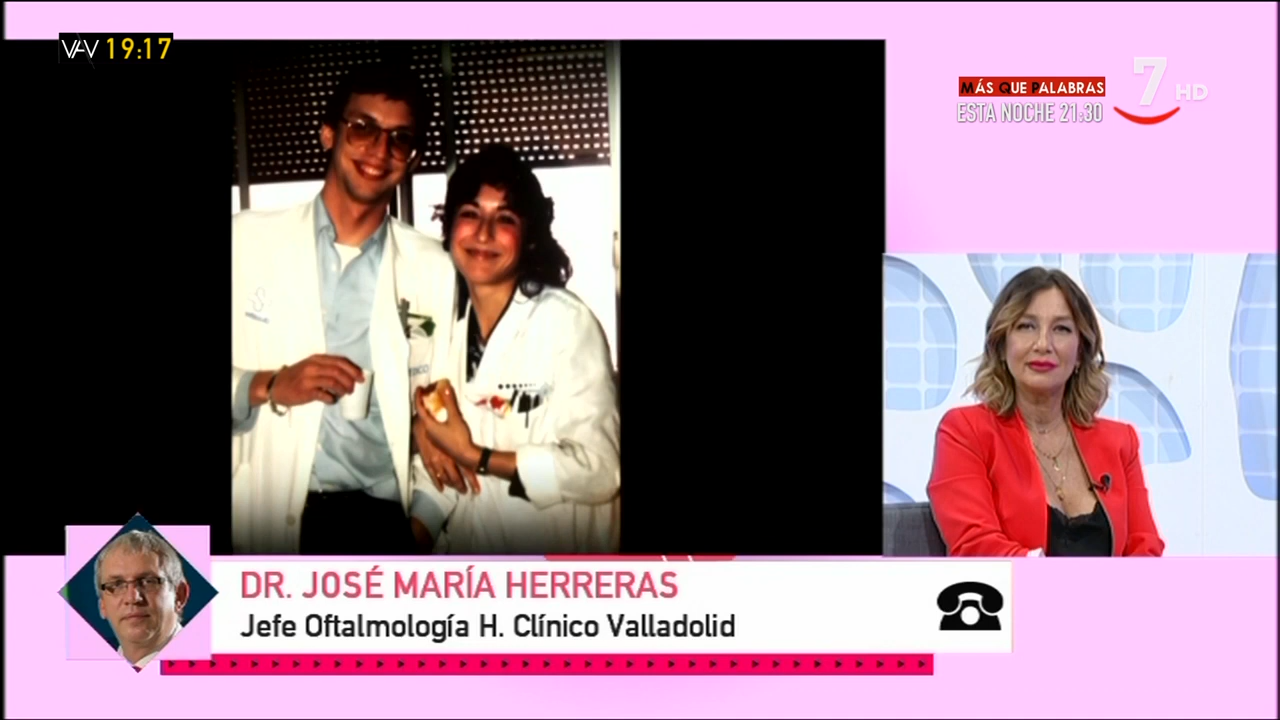 VAV 19:17
MÁS QUE PALABRAS
ESTA NOCHE 21:30
7 HD
DR. JOSÉ MARÍA HERRERAS
Jefe Oftalmología H. Clínico Valladolid